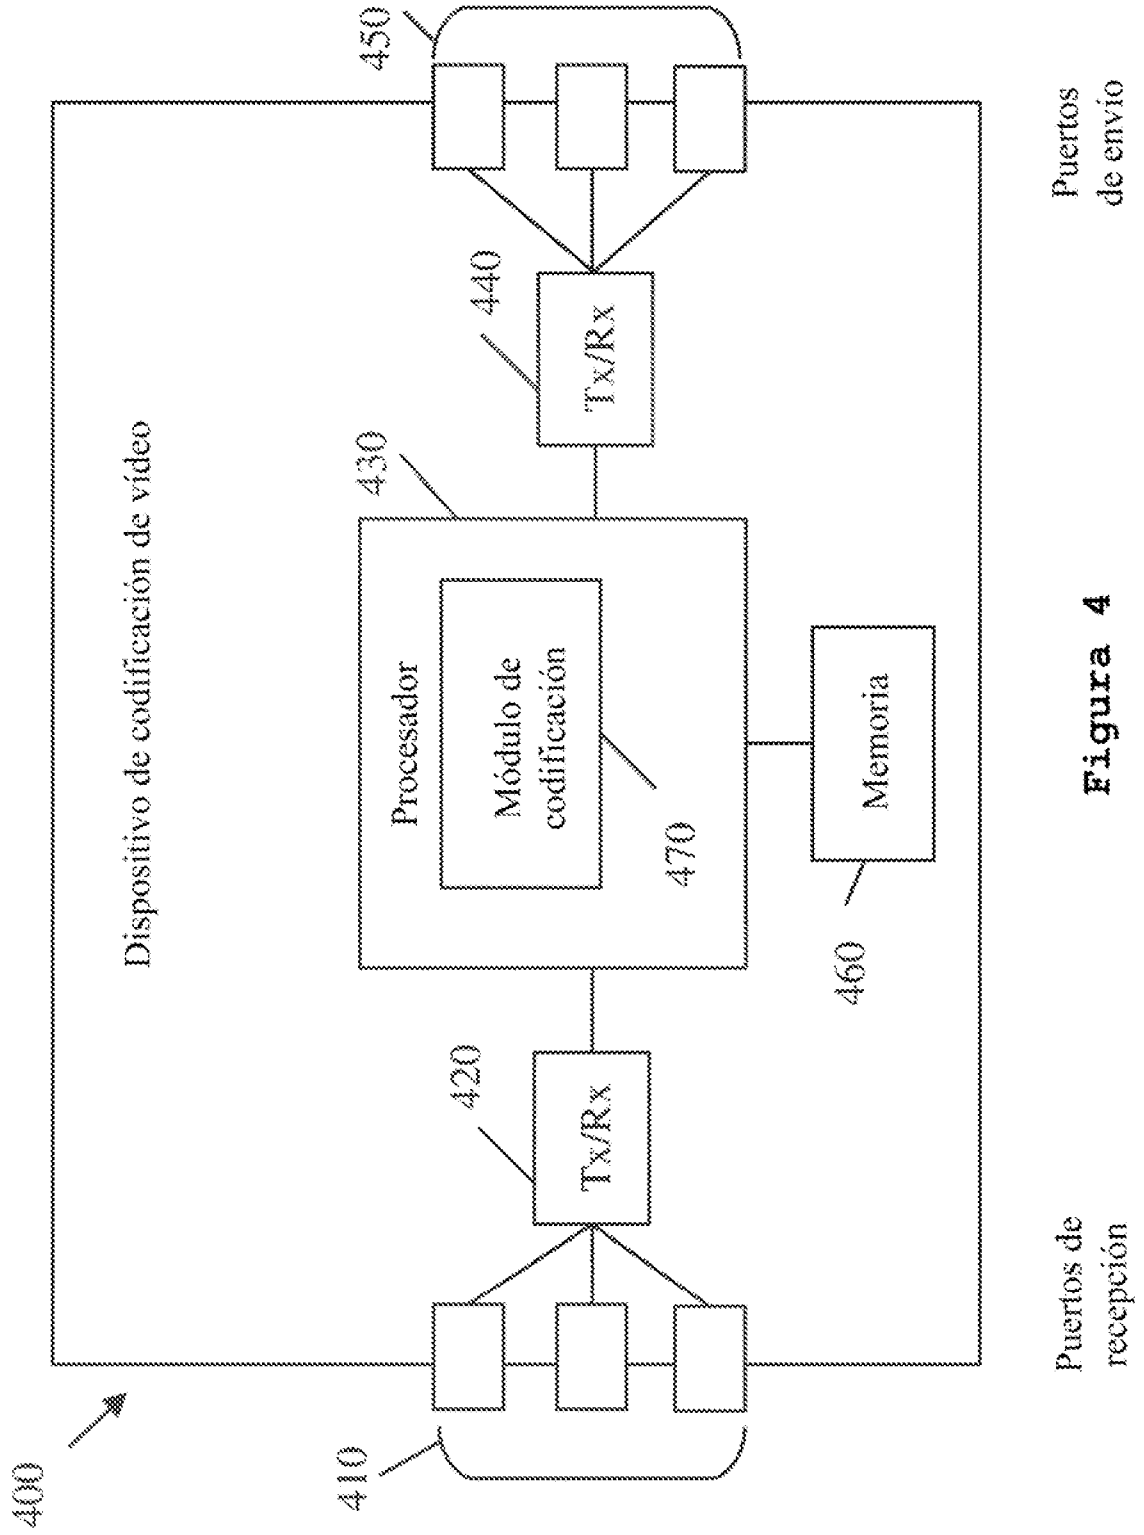 400
Dispositivo de codificación de vídeo
410
420
430
440
450
Procesador
Módulo de
codificación
Tx/Rx
Tx/Rx
470
460
Memoria
Puertos de
recepción
Puertos
de envío
Figura 4